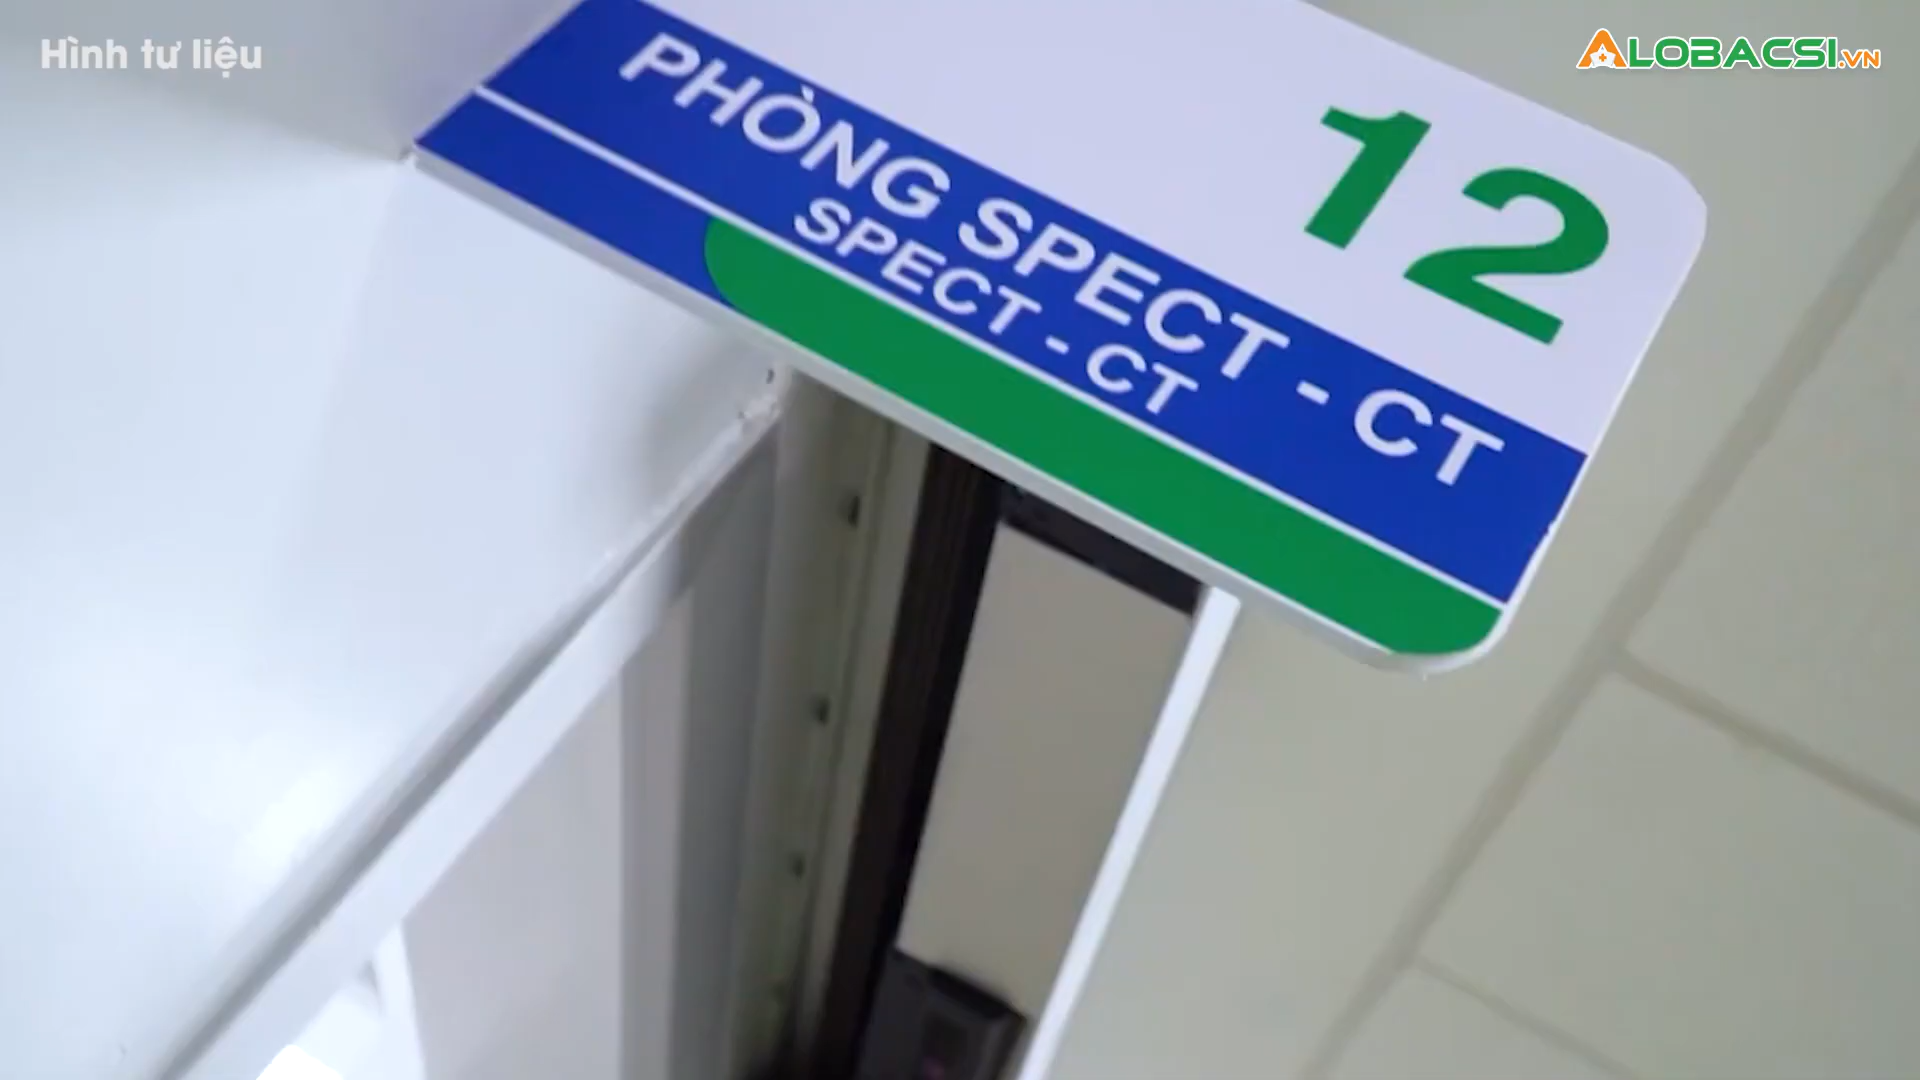 Hình tư liệu
ALOBACSI.VN
12
PHÒNG SPECT - CT
SPECT - CT